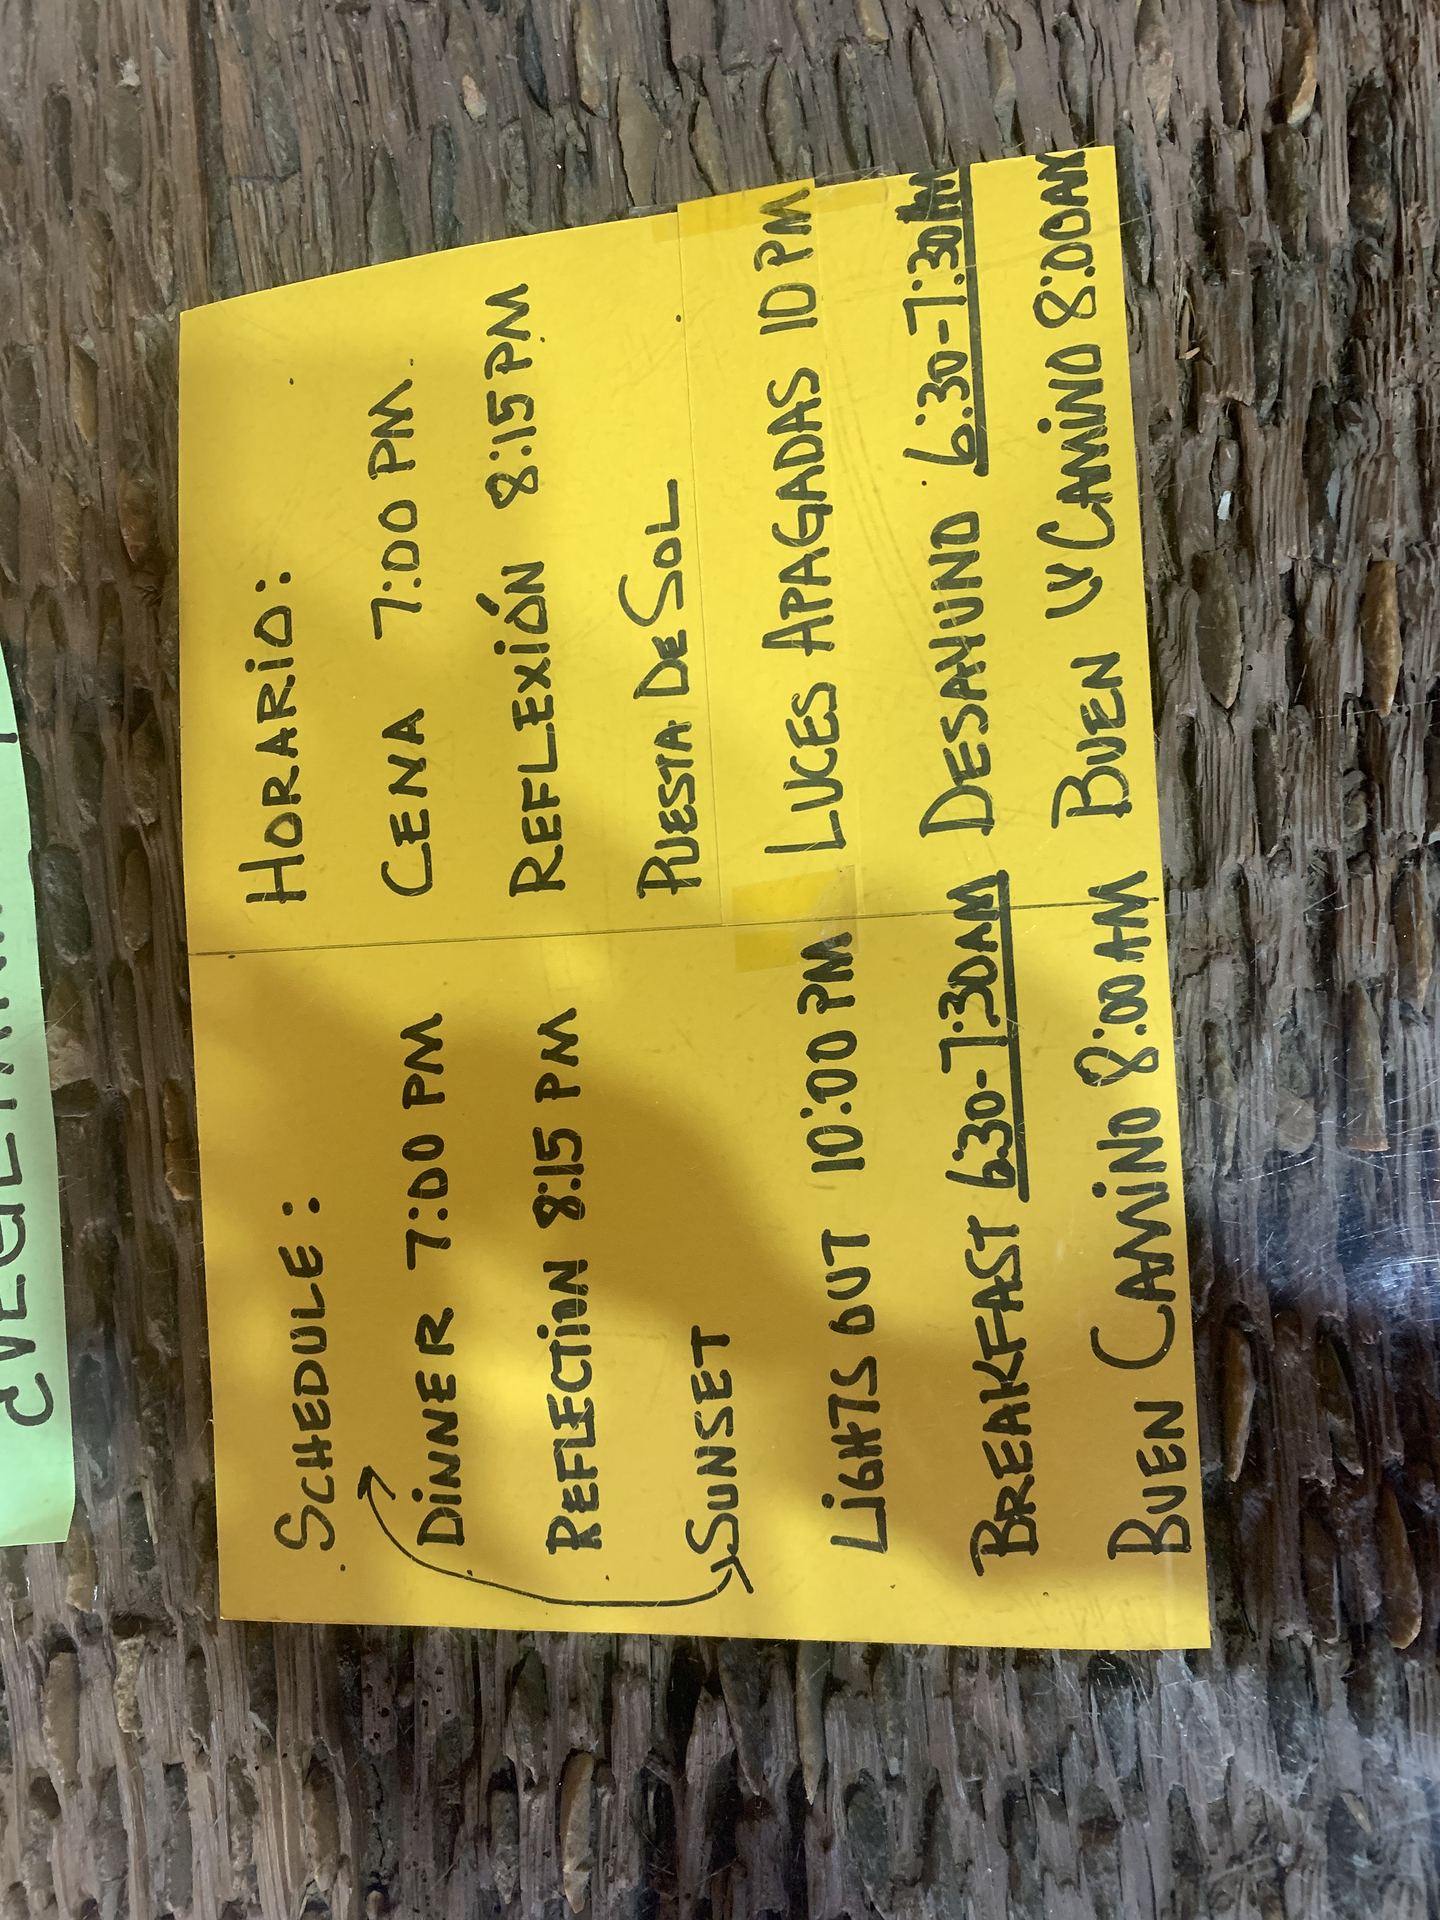 SCHEDULE:
DINNER 7:00 PM
REFLECTION 8:15 PM
SUNSET
LIGHTS OUT 10:00 PM
BREAKFAST 6:30-7:30AM
BUEN CAMINO 8:00 AM
HORARIO:
CENA 7:00 PM.
REFLEXIÓN 8:15 PM
PUESTA DE SOL
LUCES APAGADAS 10 PM
DESAYUNO 6:30-7:30AM
BUEN CAMINO 8:00AM